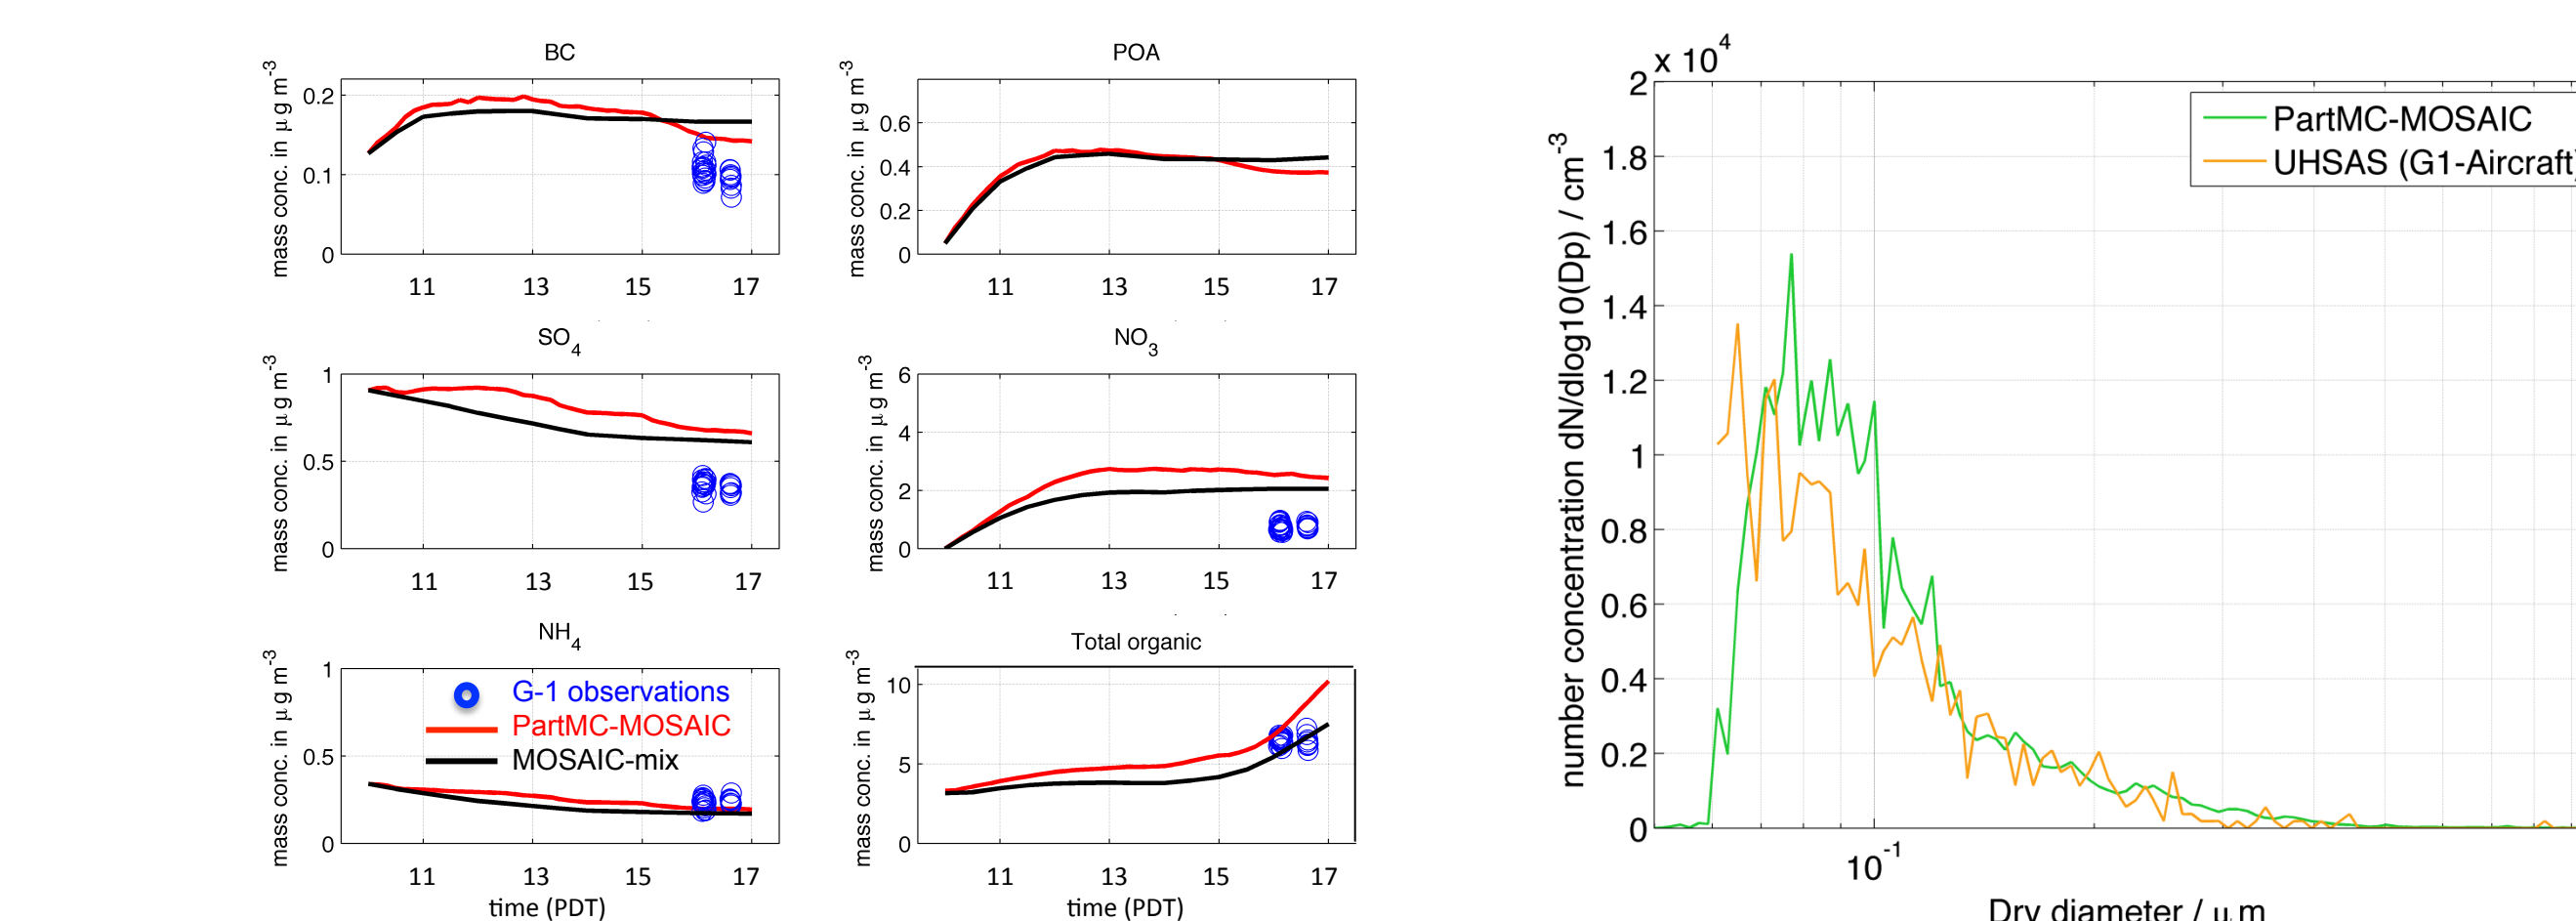 BC
mass conc. in μ g m-3
0.2
0.1
0
11 13 15 17
POA
mass conc. in μ g m-3
0.6
0.4
0.2
0
11 13 15 17
SO4
mass conc. in μ g m-3
1
0.5
0
11 13 15 17
NO3
mass conc. in μ g m-3
6
4
2
0
11 13 15 17
NH4
mass conc. in μ g m-3
1
0.5
0
G-1 observations
PartMC-MOSAIC
MOSAIC-mix
11 13 15 17
time (PDT)
Total organic
mass conc. in μ g m-3
10
5
0
11 13 15 17
time (PDT)
x 104
number concentration dN/dlog10(Dp) / cm-3
2
1.8
1.6
1.4
1.2
1
0.8
0.6
0.4
0.2
0
PartMC-MOSAIC
UHSAS (G1-Aircraft)
10-1
Dry diameter / μm